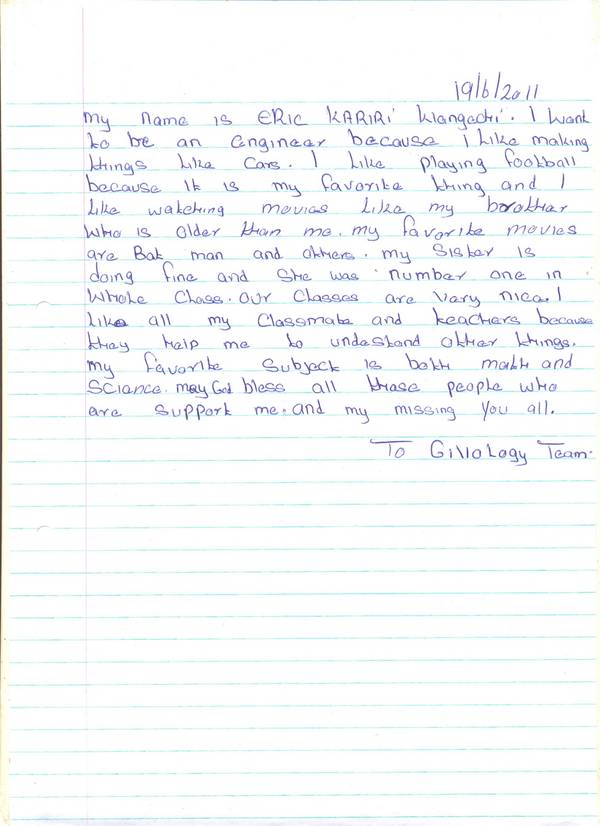 19/6/2011
My name is ERIC KARIRI Wangechi. I want
to be an engineer because i like making
things like cars. I like playing football
because it is my favorite thing and I
like watching movies like my brother
who is older than me. my favorite movies
are Bat man and others. my sister is
doing fine and she was number one in
whole class. our classes are very nice. I
like all my classmate and teachers because
they help me to undestand other things.
my favorite subject is both math and
Sciance. may God bless all those people who
are support me. and my missing you all.
To Givology Team.